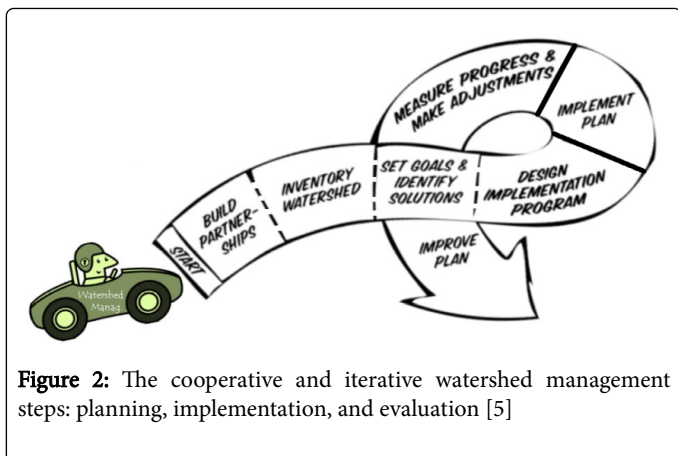 START
BUILD
PARTNER-
SHIPS
INVENTORY
WATERSHED
SET GOALS &
IDENTIFY
SOLUTIONS
DESIGN
IMPLEMENTATION
PROGRAM
IMPLEMENT
PLAN
MEASURE PROGRESS &
MAKE ADJUSTMENTS
IMPROVE
PLAN
Watershed
Manag.
Figure 2: The cooperative and iterative watershed management
steps: planning, implementation, and evaluation [5]